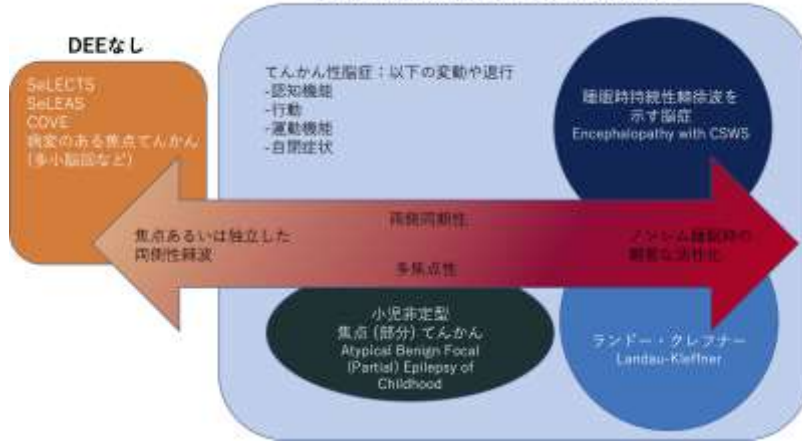 DEEなし
SeLECTS
SeLEAS
COVE
病変のある焦点てんかん
(多小脳回など)
てんかん性脳症：以下の変動や退行
-認知機能
-行動
-運動機能
-自閉症状
睡眠時持続性棘徐波を
示す脳症
Encephalopathy with CSWS
焦点あるいは独立した
両側性棘波
両側同期性
多焦点性
ノンレム睡眠時の
顕著な活性化
小児非定型
焦点 (部分) てんかん
Atypical Benign Focal
(Partial) Epilepsy of
Childhood
ランドー・クレフナー
Landau-Kleffner